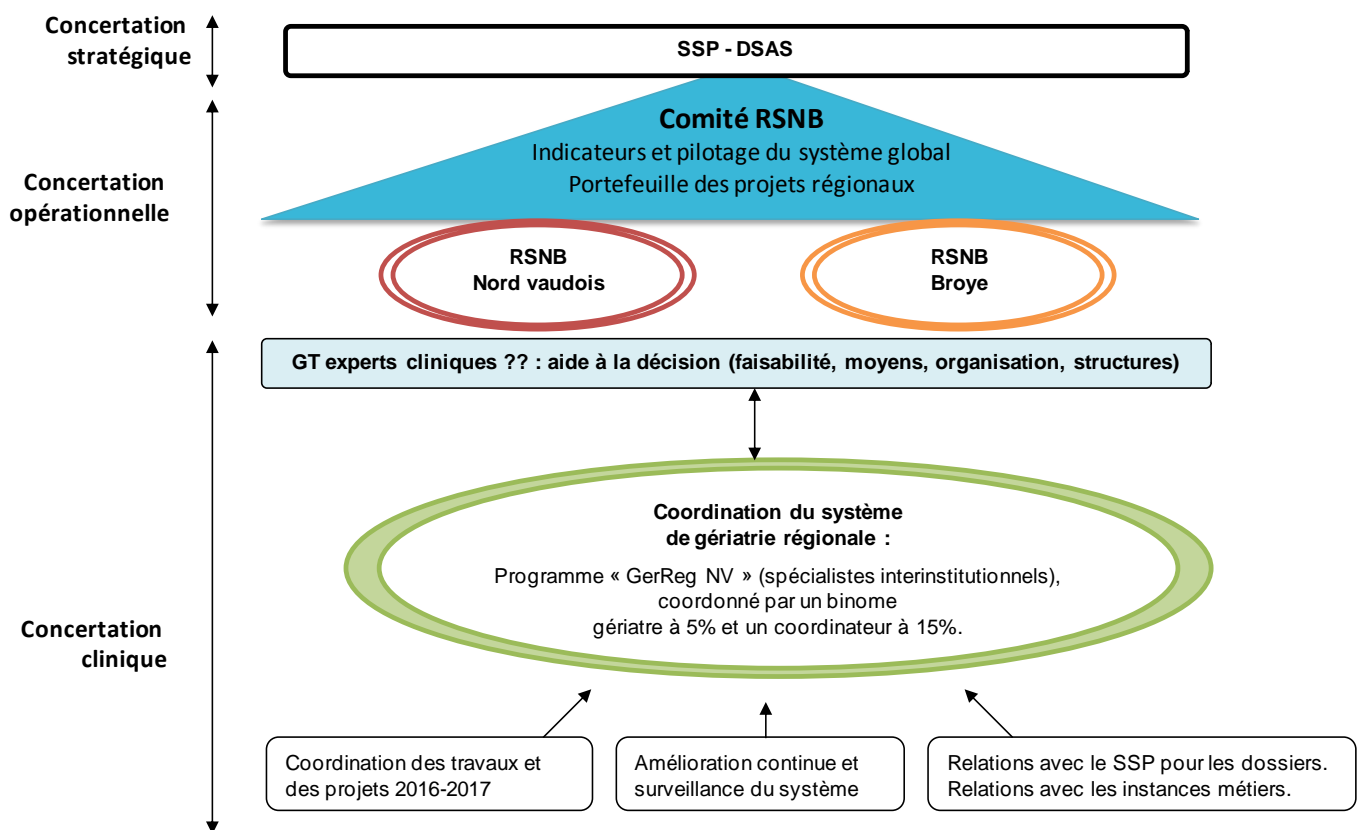 Concertation
stratégique
SSP - DSAS
Comité RSNB
Indicateurs et pilotage du système global
Portefeuille des projets régionaux
Concertation
opérationnelle
RSNB
Nord vaudois
RSNB
Broye
GT experts cliniques ?? : aide à la décision (faisabilité, moyens, organisation, structures)
Coordination du système
de gériatrie régionale :
Programme « GerReg NV » (spécialistes interinstitutionnels),
coordonné par un binome
gériatre à 5% et un coordinateur à 15%.
Concertation
clinique
Coordination des travaux et
des projets 2016-2017
Amélioration continue et
surveillance du système
Relations avec le SSP pour les dossiers.
Relations avec les instances métiers.